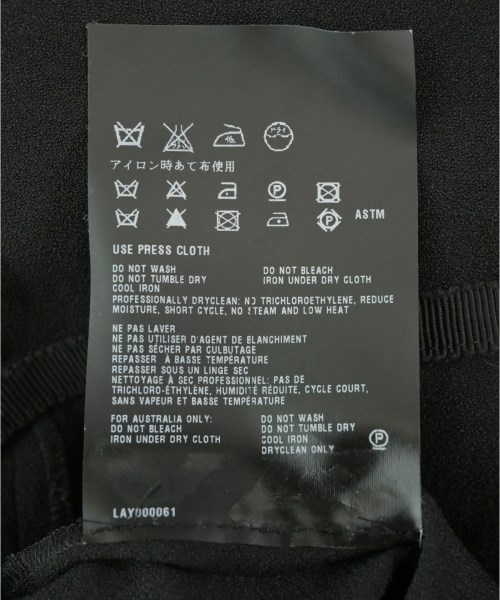 ドライ
アイロン時あて布使用
P
ASTM
USE PRESS CLOTH
DO NOT WASH DO NOT BLEACH
DO NOT TUMBLE DRY IRON UNDER DRY CLOTH
COOL IRON
PROFESSIONALLY DRYCLEAN: NO TRICHLOROETHYLENE, REDUCE
MOISTURE, SHORT CYCLE, NO STEAM AND LOW HEAT
NE PAS LAVER
NE PAS UTILISER D'AGENT DE BLANCHIMENT
NE PAS SÉCHER PAR CULBUTAGE
REPASSER À BASSE TEMPÉRATURE
REPASSER SOUS UN LINGE SEC
NETTOYAGE À SEC PROFESSIONNEL: PAS DE
TRICHLORO-ÉTHYLÈNE, HUMIDITÉ RÉDUITE, CYCLE COURT,
SANS VAPEUR ET BASSE TEMPÉRATURE
FOR AUSTRALIA ONLY: DO NOT WASH
DO NOT BLEACH DO NOT TUMBLE DRY
IRON UNDER DRY CLOTH COOL IRON
DRYCLEAN ONLY P
LAY000061